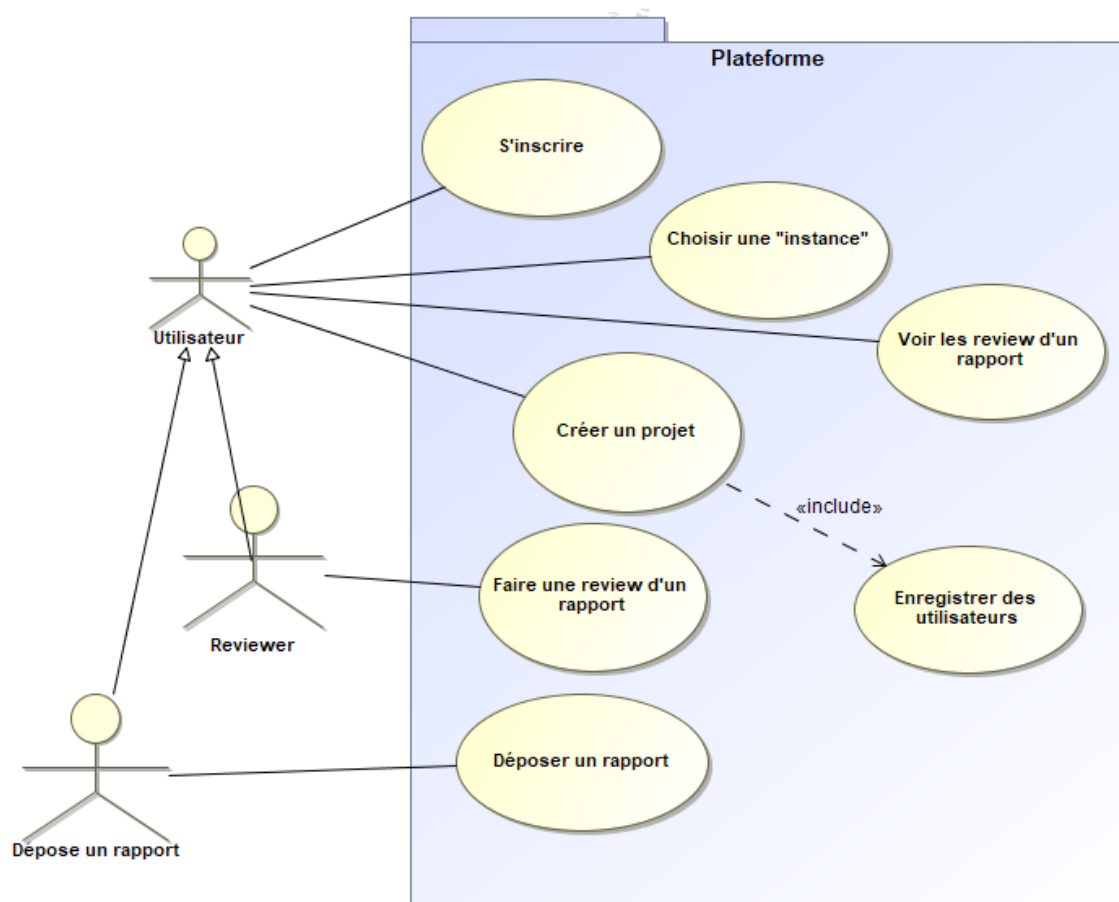 Plateforme
S'inscrire
Choisir une "instance"
Utilisateur
Voir les review d'un
rapport
Créer un projet
«include»
Faire une review d'un
rapport
Enregistrer des
utilisateurs
Reviewer
Déposer un rapport
Dépose un rapport